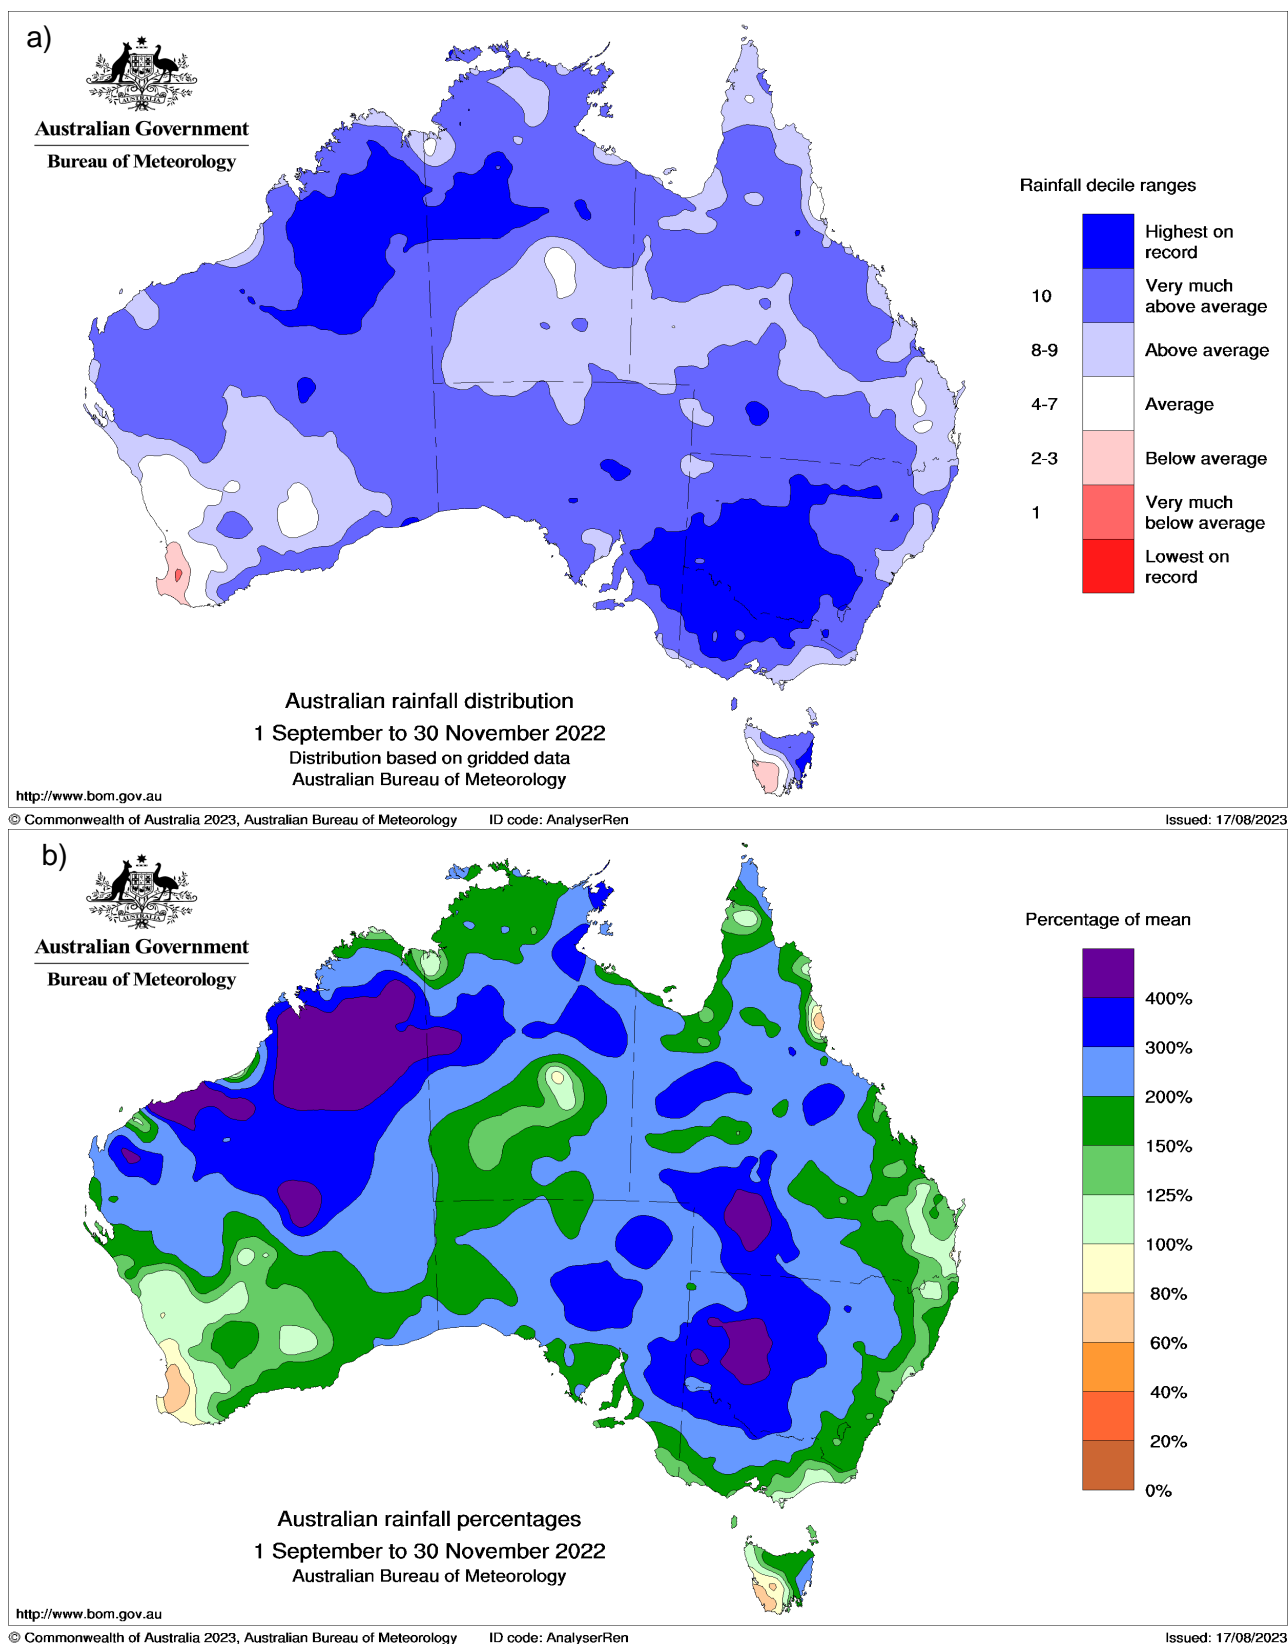 a)
AUSTRALIA
Australian Government
Bureau of Meteorology
Rainfall decile ranges
Highest on
record
10
Very much
above average
8-9
Above average
4-7
Average
2-3
Below average
1
Very much
below average
Lowest on
record
Australian rainfall distribution
1 September to 30 November 2022
Distribution based on gridded data
Australian Bureau of Meteorology
http://www.bom.gov.au
© Commonwealth of Australia 2023, Australian Bureau of Meteorology ID code: AnalyserRen Issued: 17/08/2023
b)
AUSTRALIA
Australian Government
Bureau of Meteorology
Percentage of mean
400%
300%
200%
150%
125%
100%
80%
60%
40%
20%
0%
Australian rainfall percentages
1 September to 30 November 2022
Australian Bureau of Meteorology
http://www.bom.gov.au
© Commonwealth of Australia 2023, Australian Bureau of Meteorology ID code: AnalyserRen Issued: 17/08/2023